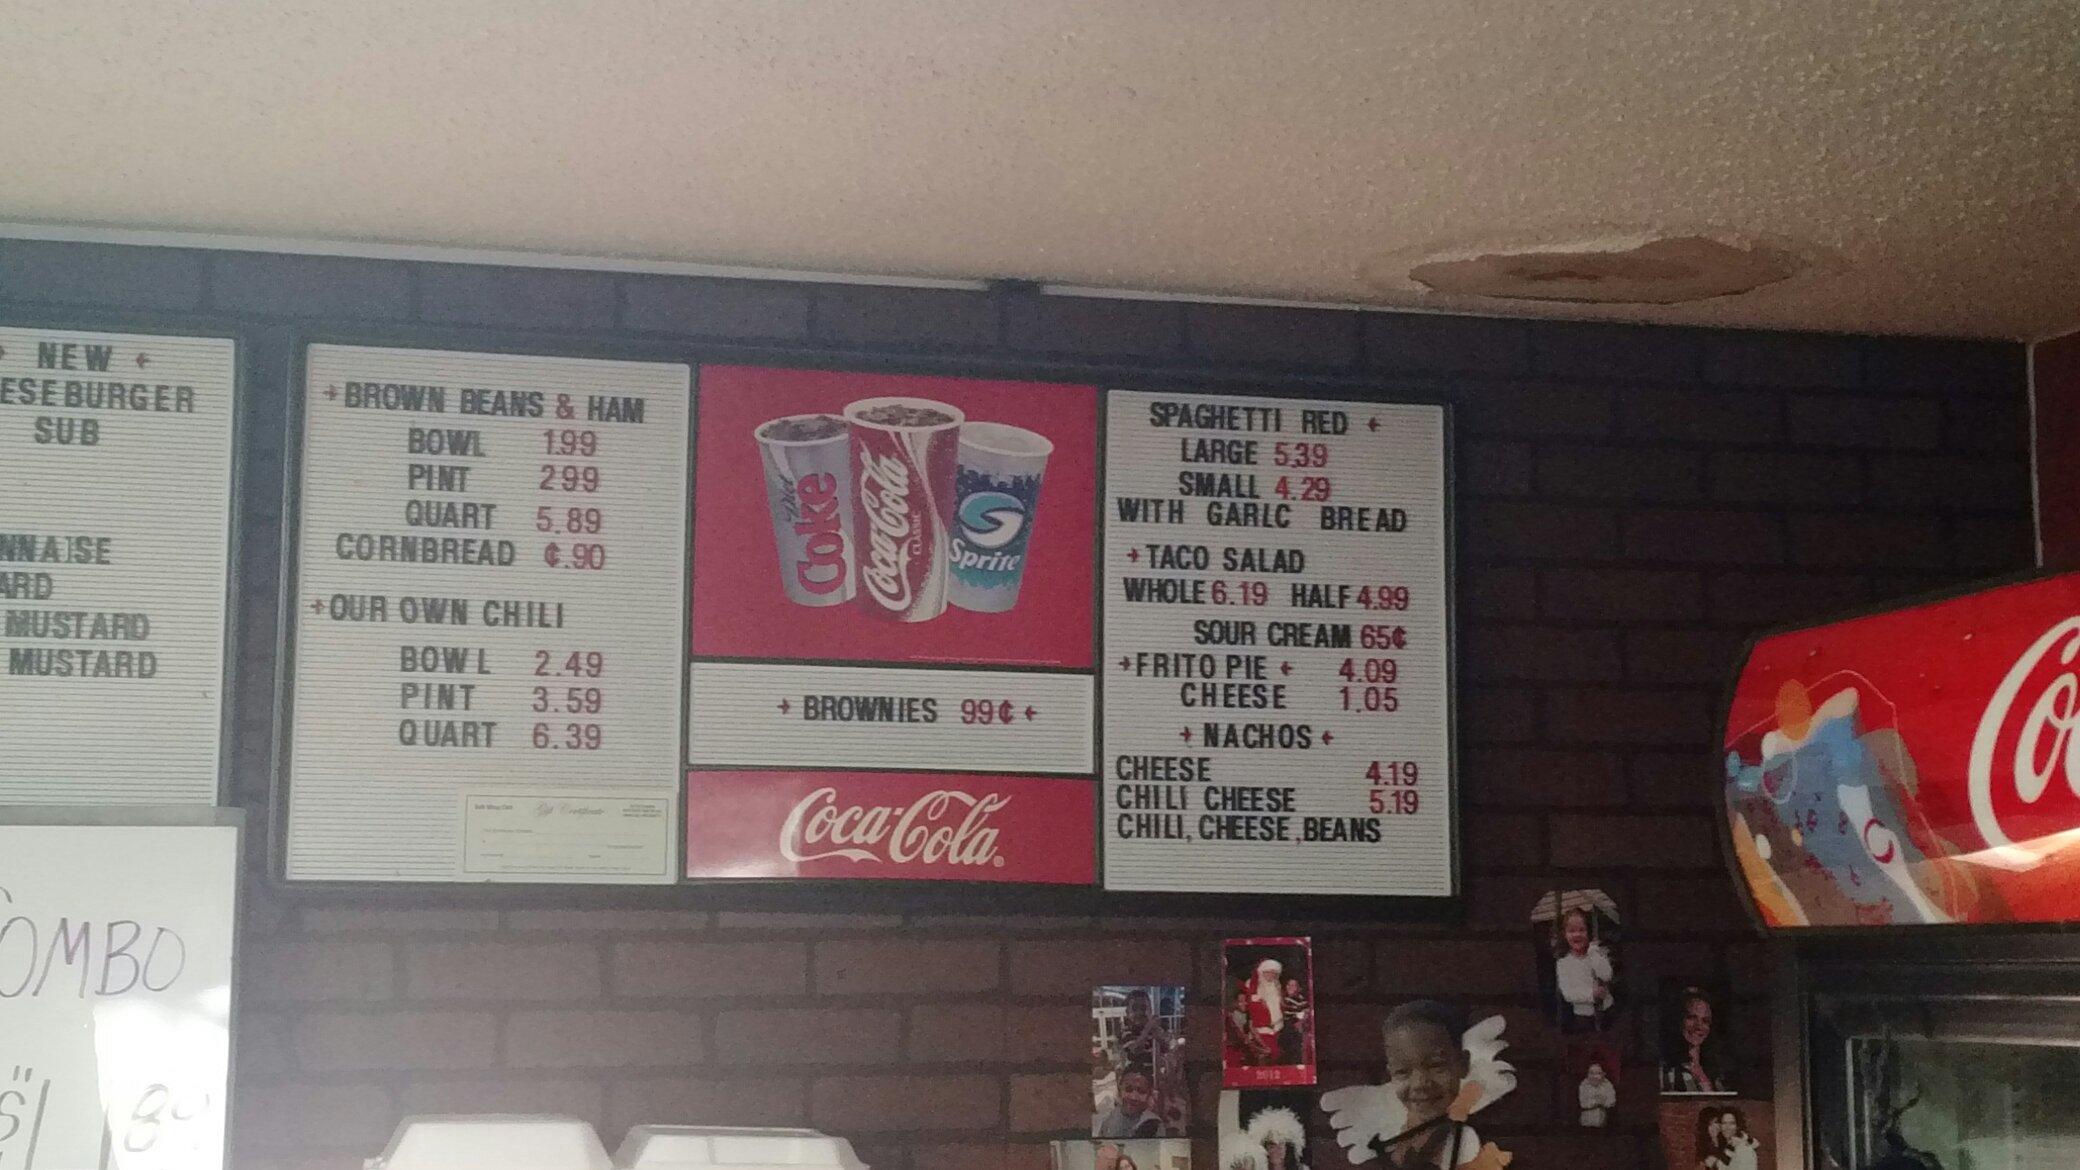 NEW
ESEBURGER
SUB
NNAISE
ARD
MUSTARD
MUSTARD
OMBO
BROWN BEANS & HAM
BOWL 1.99
PINT 2 99
QUART 5.89
CORNBREAD ¢.90
OUR OWN CHILI
BOWL 2.49
PINT 3.59
QUART 6.39
Gift Certificate
Diet Coke
Coca-Cola
CLASSIC
Sprite
BROWNIES 99¢
Coca-Cola
SPAGHETTI RED
LARGE 5.39
SMALL 4.29
WITH GARLC BREAD
TACO SALAD
WHOLE 6.19 HALF 4.99
SOUR CREAM 65¢
FRITO PIE 4.09
CHEESE 1.05
NACHOS
CHEESE 4.19
CHILI CHEESE 5.19
CHILI, CHEESE, BEANS
Co
2012